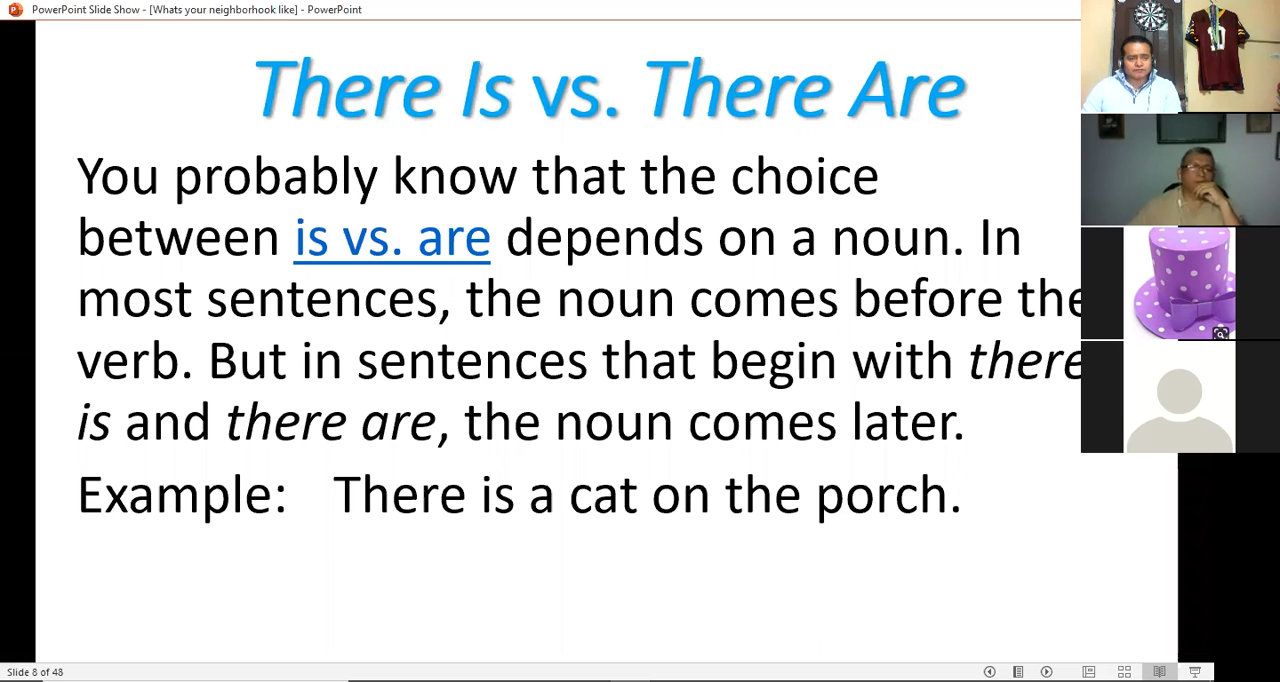 PowerPoint Slide Show - [Whats your neighborhook like] - PowerPoint
There Is vs. There Are
You probably know that the choice
between is vs. are depends on a noun. In
most sentences, the noun comes before the
verb. But in sentences that begin with there
is and there are, the noun comes later.
Example: There is a cat on the porch.
10
Slide 8 of 48